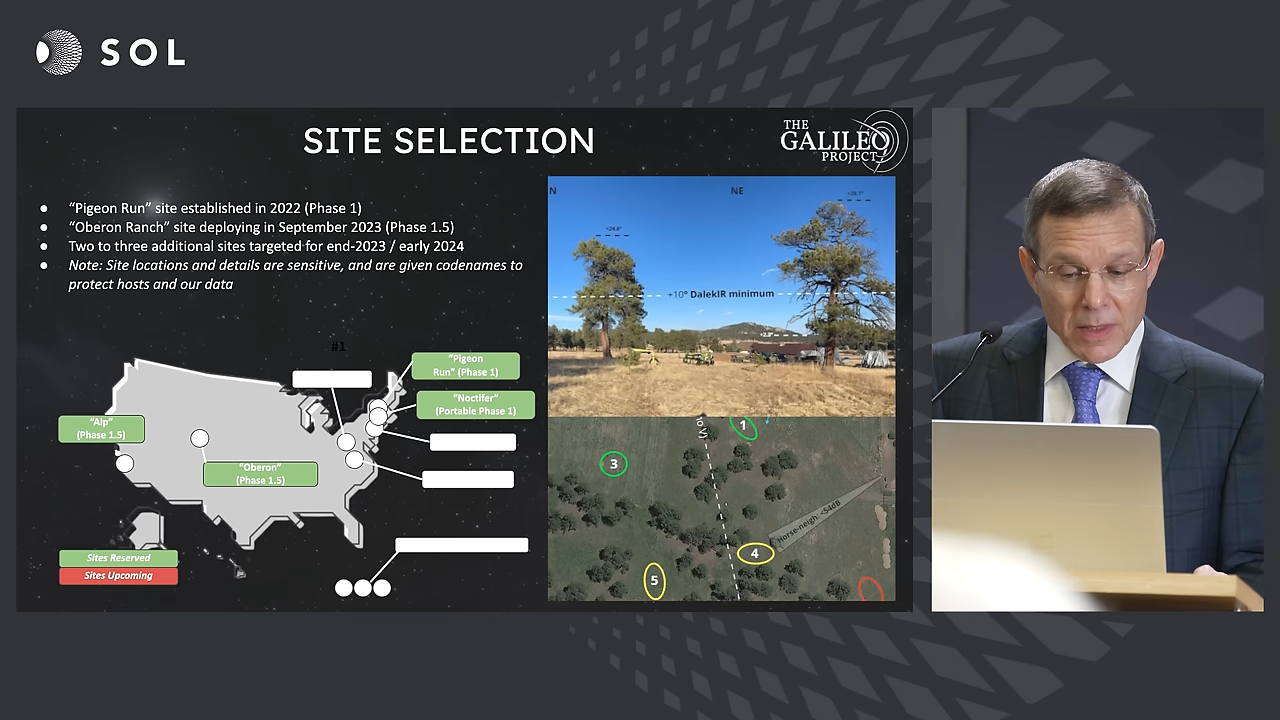 SOL
SITE SELECTION
THE
GALILEO
PROJECT
● "Pigeon Run" site established in 2022 (Phase 1)
● "Oberon Ranch" site deploying in September 2023 (Phase 1.5)
● Two to three additional sites targeted for end-2023 / early 2024
● Note: Site locations and details are sensitive, and are given codenames to
protect hosts and our data
#1
"Pigeon
Run" (Phase 1)
"Noctifer"
(Portable Phase 1)
"Alp"
(Phase 1.5)
"Oberon"
(Phase 1.5)
Sites Reserved
Sites Upcoming
N
NE
+10° DalekIR minimum
1
3
Horse-neigh: <54dB
4
5